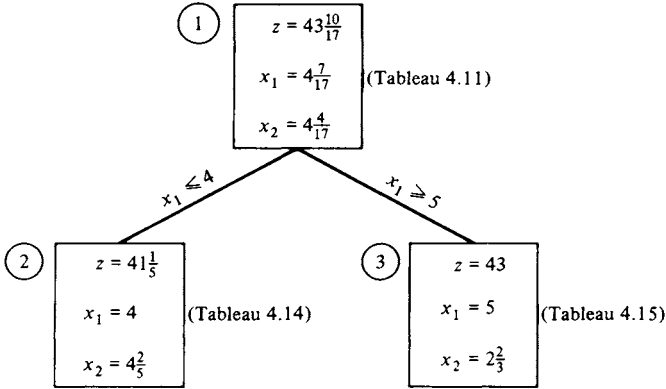 1
z = 43 10/17
x₁ = 4 7/17
(Tableau 4.11)
x₂ = 4 4/17
x₁ ≦ 4
x₁ ≧ 5
2
z = 41 1/5
x₁ = 4
(Tableau 4.14)
x₂ = 4 2/5
3
z = 43
x₁ = 5
(Tableau 4.15)
x₂ = 2 2/3